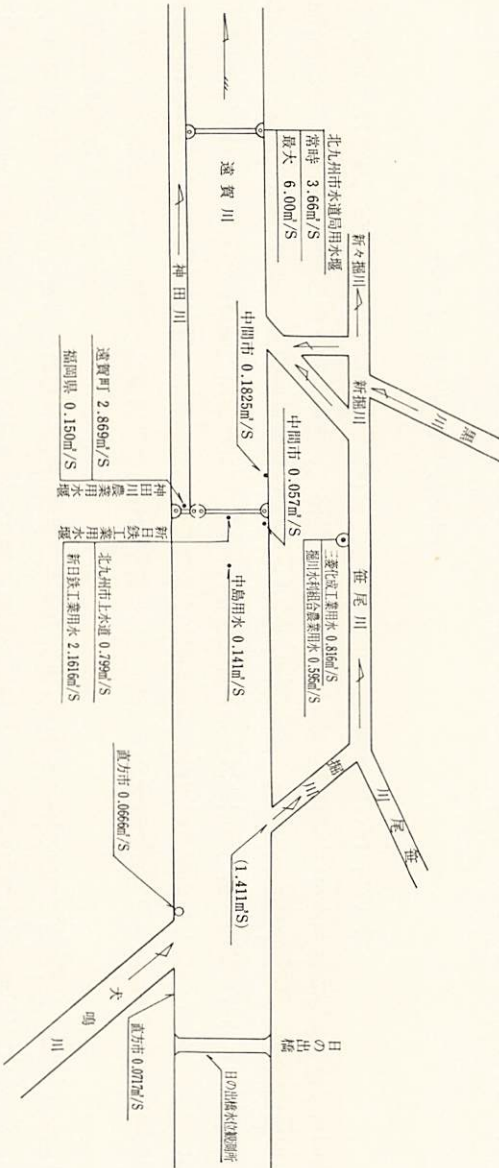 北九州市水道局用水堰
常時 3.66㎥/S
最大 6.00㎥/S
遠賀川
神田川
新々掘川
新掘川
黒川
中間市 0.1825㎥/S
中間市 0.057㎥/S
遠賀町 2.869㎥/S
福岡県 0.150㎥/S
神田川農業用水堰
新日鉄工業用水堰
北九州市上水道 0.799㎥/S
新日鉄工業用水 2.1616㎥/S
中島用水 0.141㎥/S
三菱化成工業用水 0.816㎥/S
掘川水利組合農業用水 0.595㎥/S
笹尾川
笹尾川
掘川
(1.411㎥S)
直方市 0.0666㎥/S
犬鳴川
直方市 0.0717㎥/S
日の出橋
日の出橋水位観測所